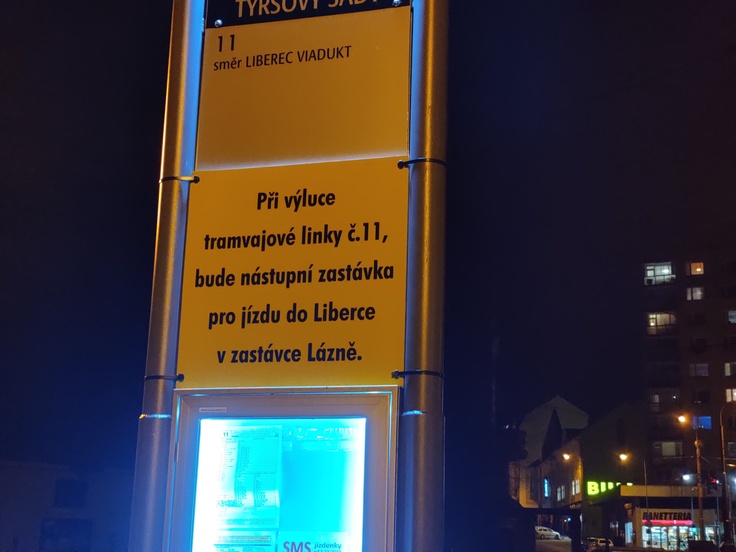 TYRŠOVY SADY
11
směr LIBEREC VIADUKT
Při výluce
tramvajové linky č.11,
bude nástupní zastávka
pro jízdu do Liberce
v zastávce Lázně.
SMS jízdenky
PANETTERIA